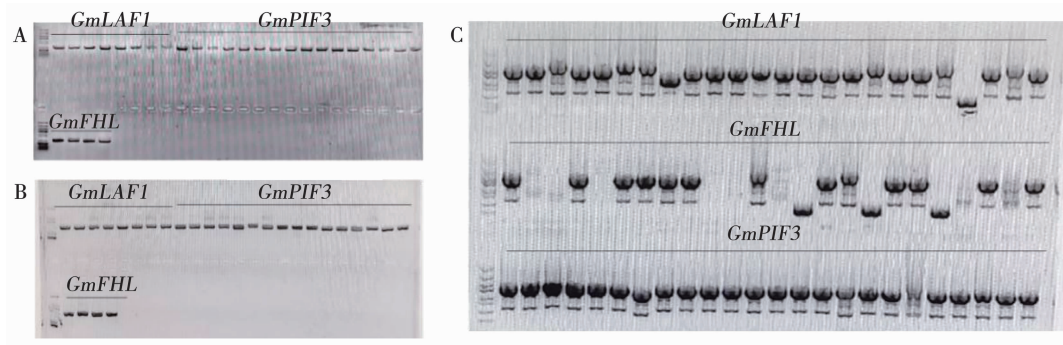 A
GmLAF1 GmPIF3
GmFHL
B
GmLAF1 GmPIF3
GmFHL
C
GmLAF1
GmFHL
GmPIF3